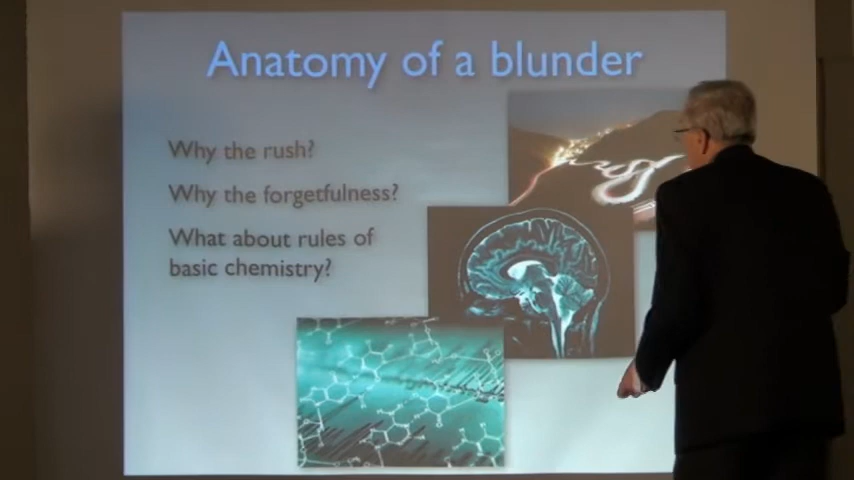 Anatomy of a blunder
Why the rush?
Why the forgetfulness?
What about rules of
basic chemistry?